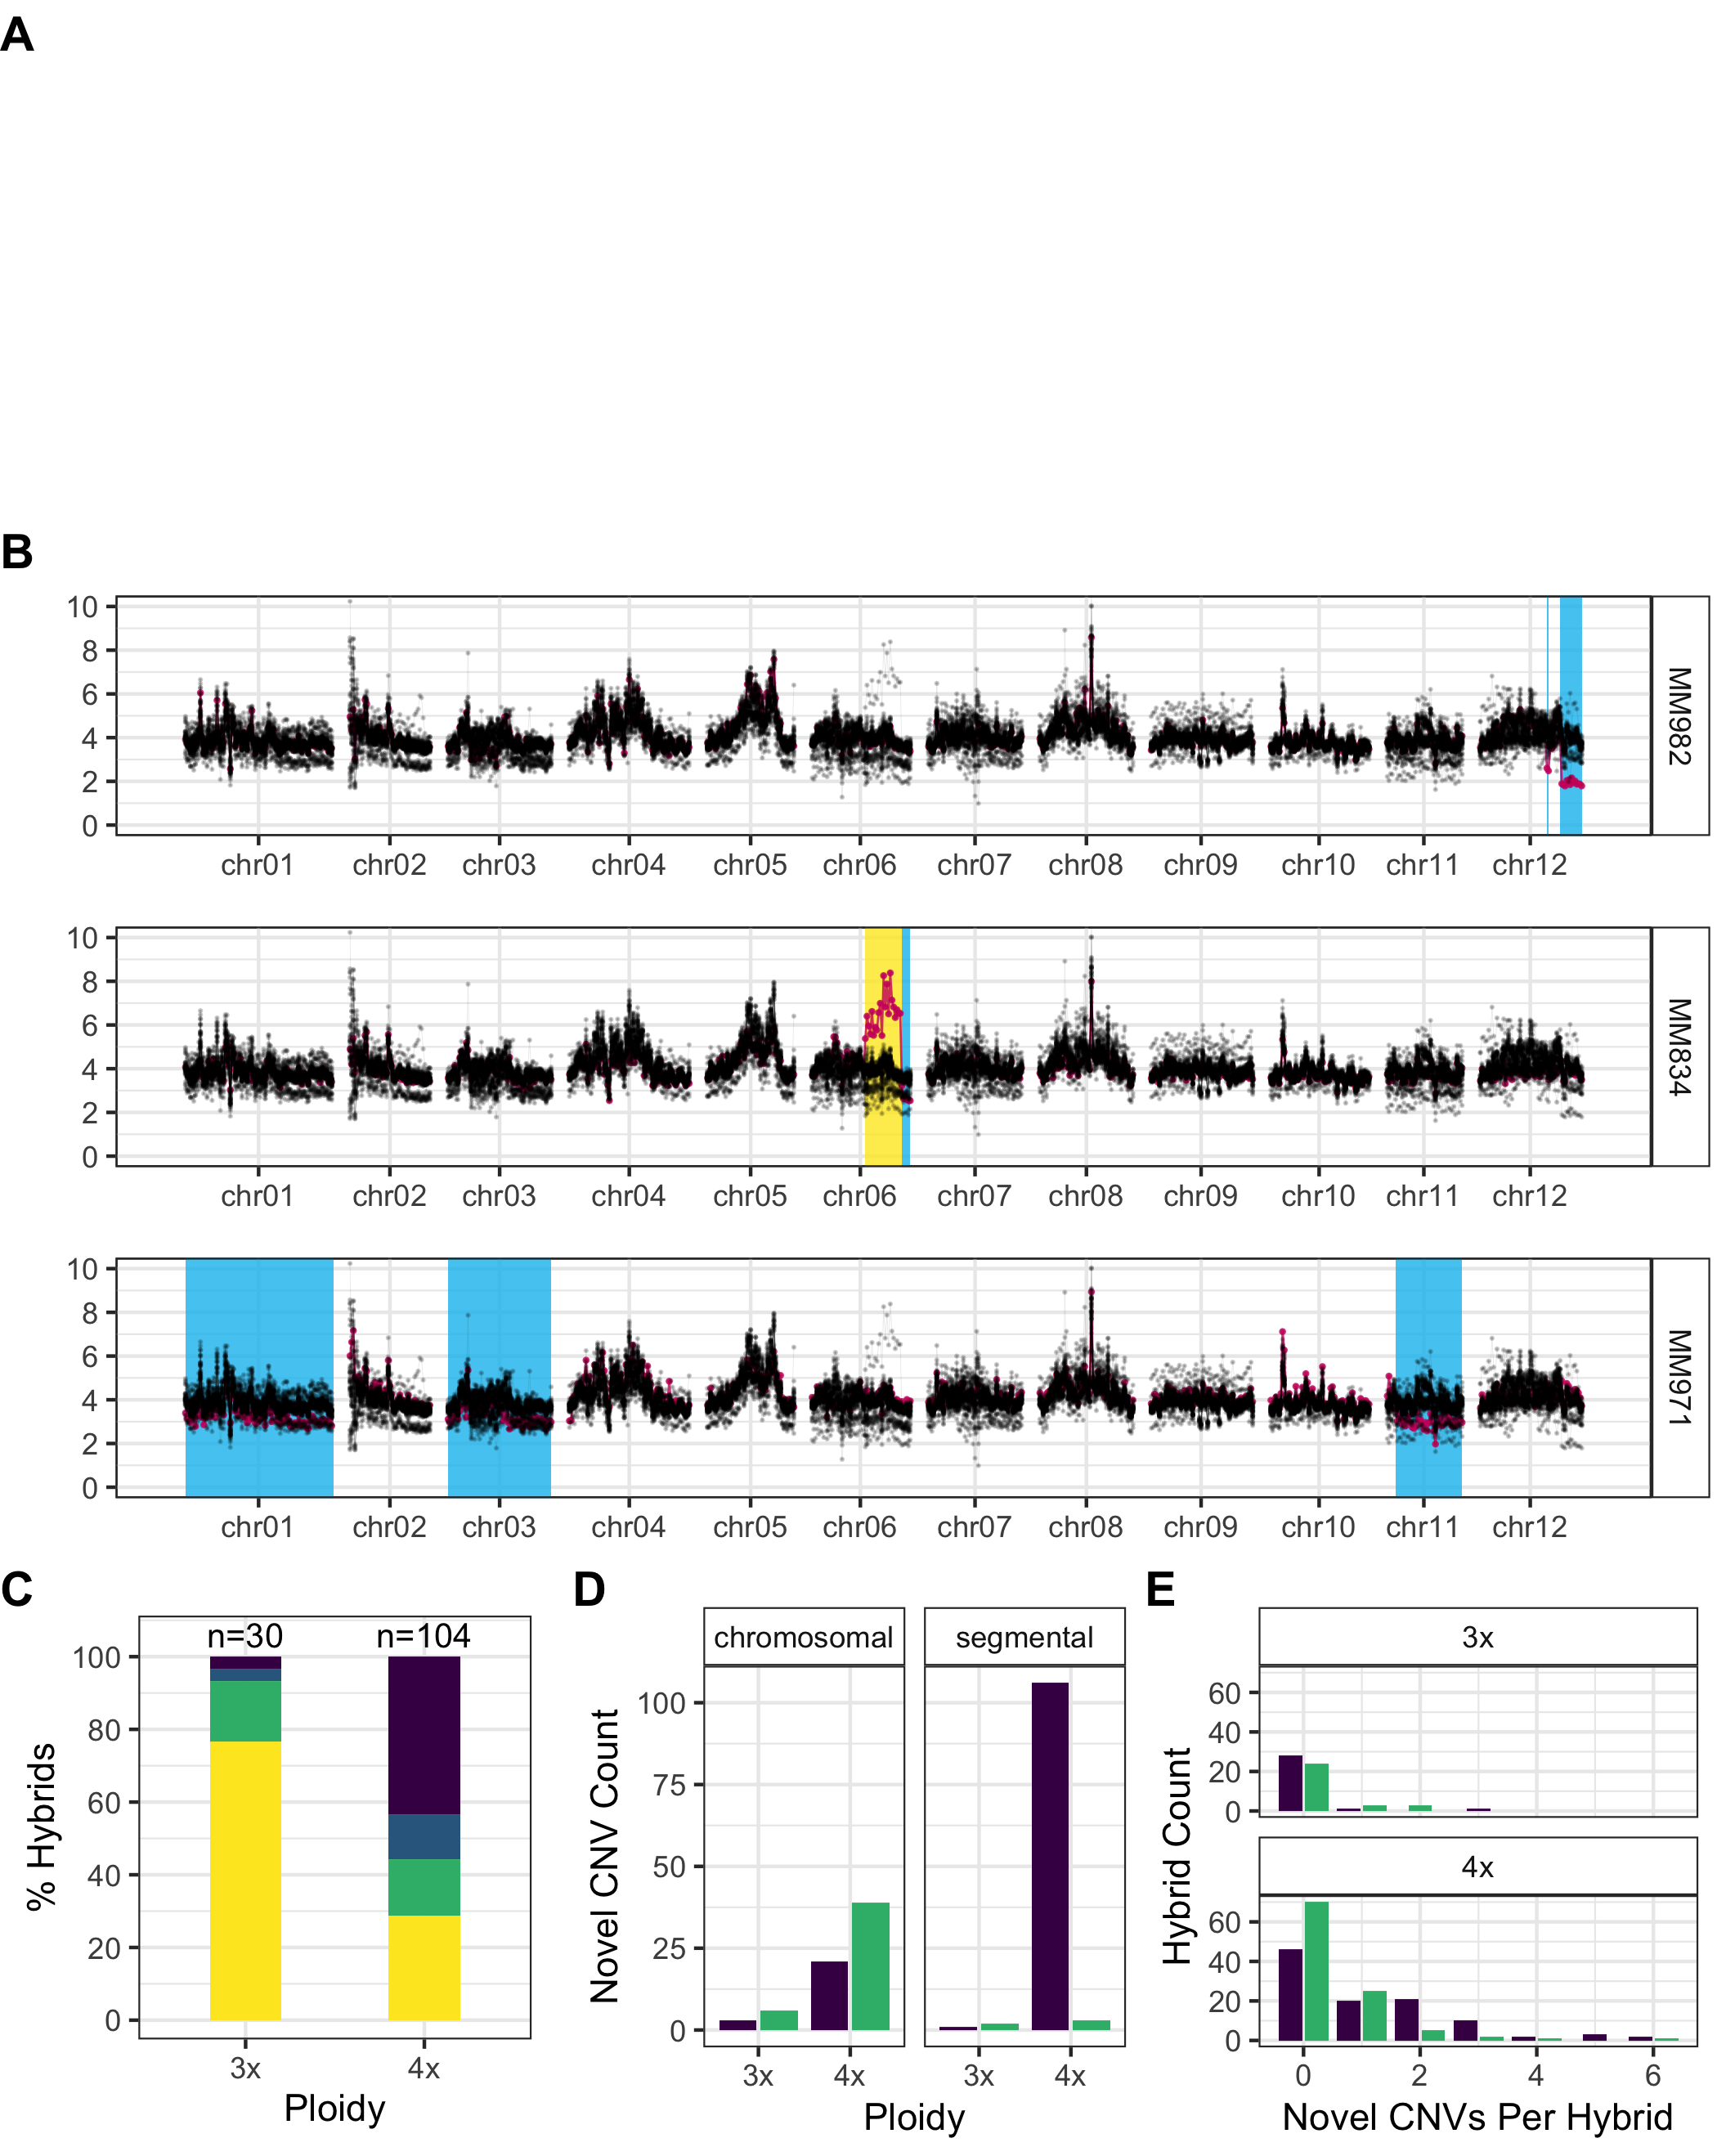 A
B
10
8
6
4
2
0
MM982
chr01 chr02 chr03 chr04 chr05 chr06 chr07 chr08 chr09 chr10 chr11 chr12
10
8
6
4
2
0
MM834
chr01 chr02 chr03 chr04 chr05 chr06 chr07 chr08 chr09 chr10 chr11 chr12
10
8
6
4
2
0
MM971
chr01 chr02 chr03 chr04 chr05 chr06 chr07 chr08 chr09 chr10 chr11 chr12
C
n=30 n=104
100
80
60
40
20
0
% Hybrids
3x 4x
Ploidy
D
chromosomal segmental
100
75
50
25
0
Novel CNV Count
3x 4x 3x 4x
Ploidy
E
3x
60
40
20
0
4x
60
40
20
0
Hybrid Count
0 2 4 6
Novel CNVs Per Hybrid